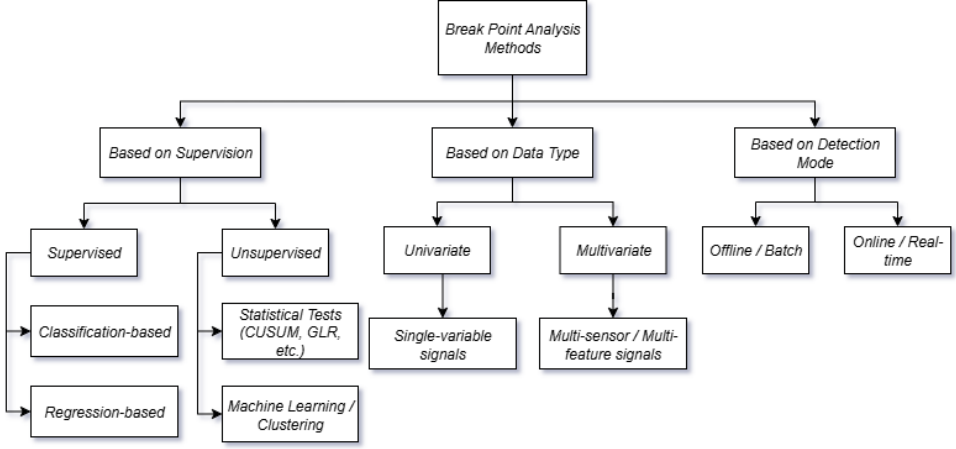 Break Point Analysis
Methods
Based on Supervision
Based on Data Type
Based on Detection
Mode
Supervised
Unsupervised
Univariate
Multivariate
Offline / Batch
Online / Real-
time
Classification-based
Statistical Tests
(CUSUM, GLR,
etc.)
Single-variable
signals
Multi-sensor / Multi-
feature signals
Regression-based
Machine Learning /
Clustering